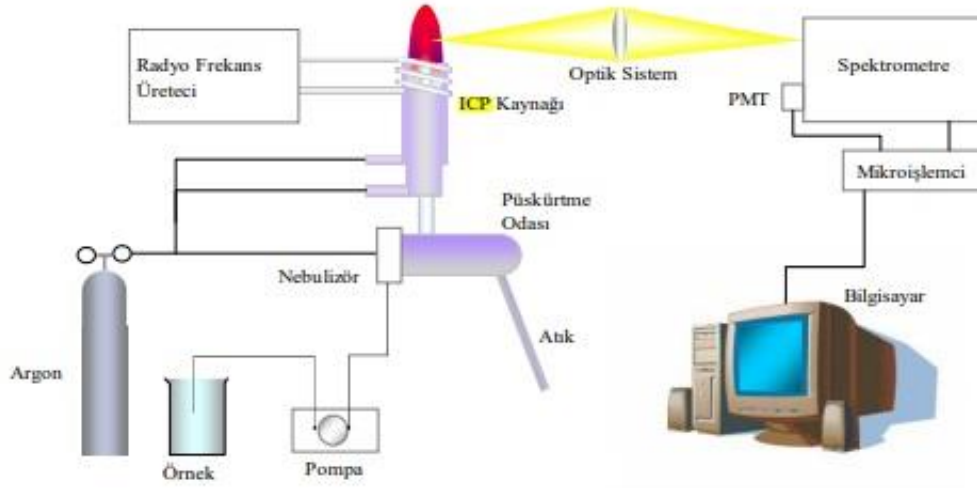 Radyo Frekans
Üreteci
ICP Kaynağı
Optik Sistem
Spektrometre
PMT
Mikroişlemci
Püskürtme
Odası
Nebulizör
Atık
Bilgisayar
Argon
Örnek
Pompa